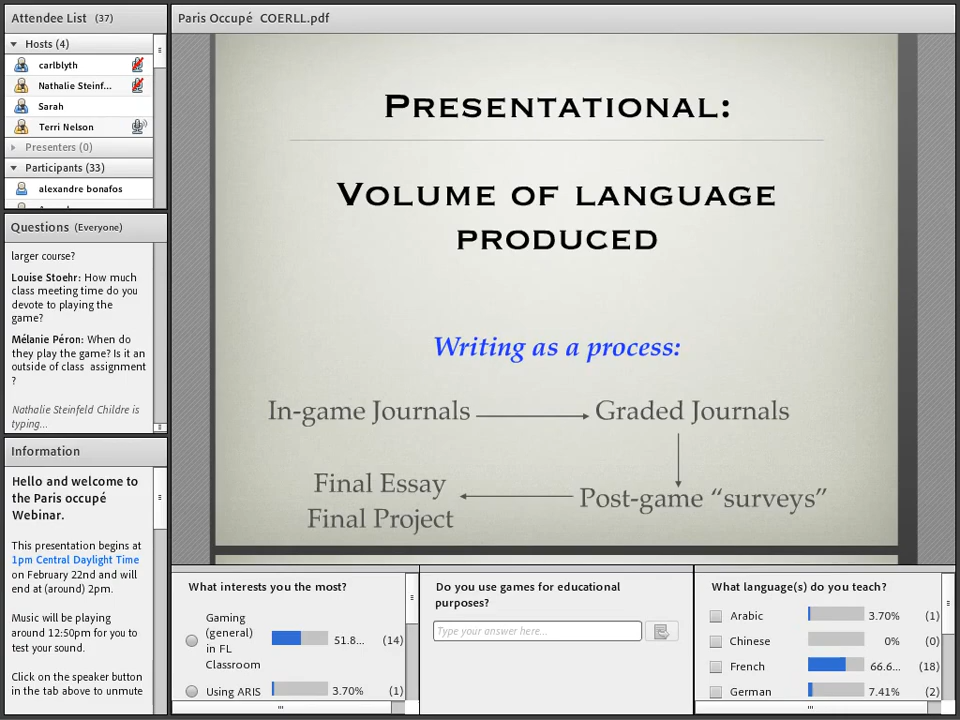 Attendee List (37)
Hosts (4)
carlblyth
Nathalie Steinf...
Sarah
Terri Nelson
Presenters (0)
Participants (33)
alexandre bonafos
Questions (Everyone)
larger course?
Louise Stoehr: How much
class meeting time do you
devote to playing the
game?
Mélanie Péron: When do
they play the game? Is it an
outside of class assignment
?
Nathalie Steinfeld Childre is
typing...
Information
Hello and welcome to
the Paris occupé
Webinar.
This presentation begins at
1pm Central Daylight Time
on February 22nd and will
end at (around) 2pm.
Music will be playing
around 12:50pm for you to
test your sound.
Click on the speaker button
in the tab above to unmute
Paris Occupé COERLL.pdf
Presentational:
Volume of language
produced
Writing as a process:
In-game Journals
Graded Journals
Final Essay
Final Project
Post-game “surveys”
What interests you the most?
Gaming
(general)
in FL
Classroom
51.8... (14)
Using ARIS 3.70% (1)
Do you use games for educational
purposes?
Type your answer here...
What language(s) do you teach?
Arabic 3.70% (1)
Chinese 0% (0)
French 66.6... (18)
German 7.41% (2)